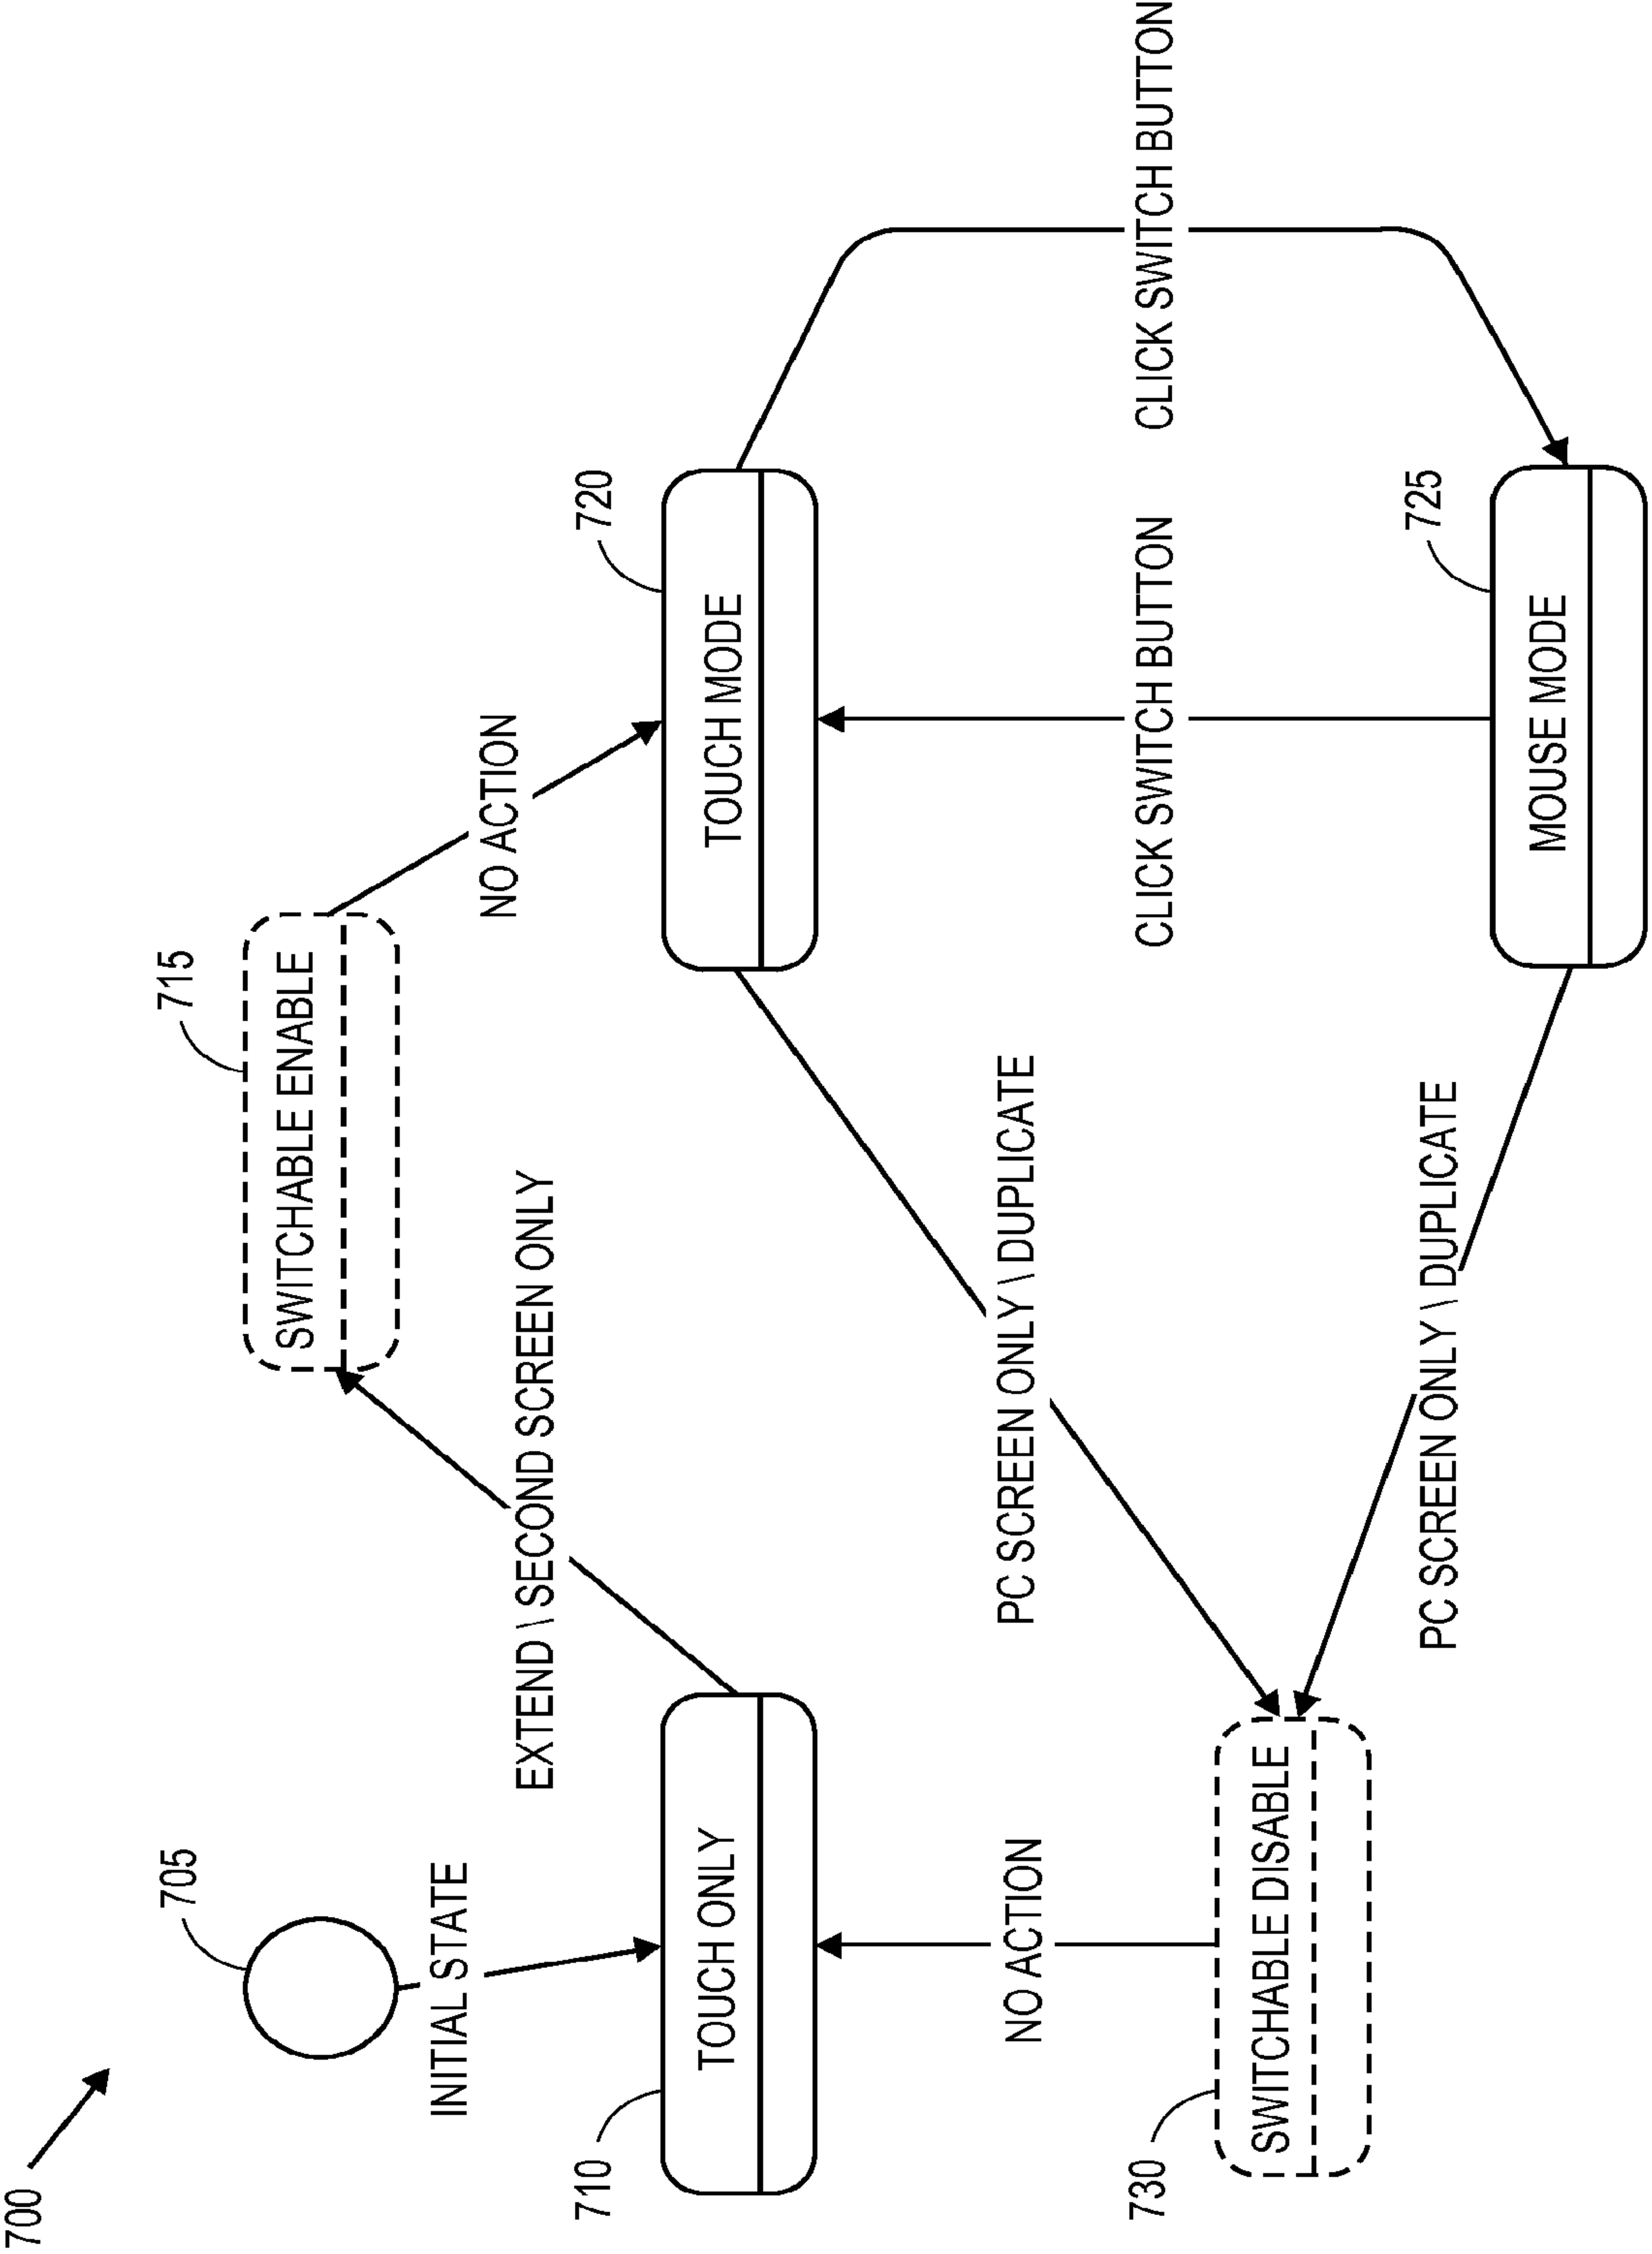 700
705
INITIAL STATE
710
TOUCH ONLY
EXTEND \ SECOND SCREEN ONLY
715
SWITCHABLE ENABLE
NO ACTION
720
TOUCH MODE
CLICK SWITCH BUTTON
CLICK SWITCH BUTTON
725
MOUSE MODE
PC SCREEN ONLY \ DUPLICATE
PC SCREEN ONLY \ DUPLICATE
730
SWITCHABLE DISABLE
NO ACTION